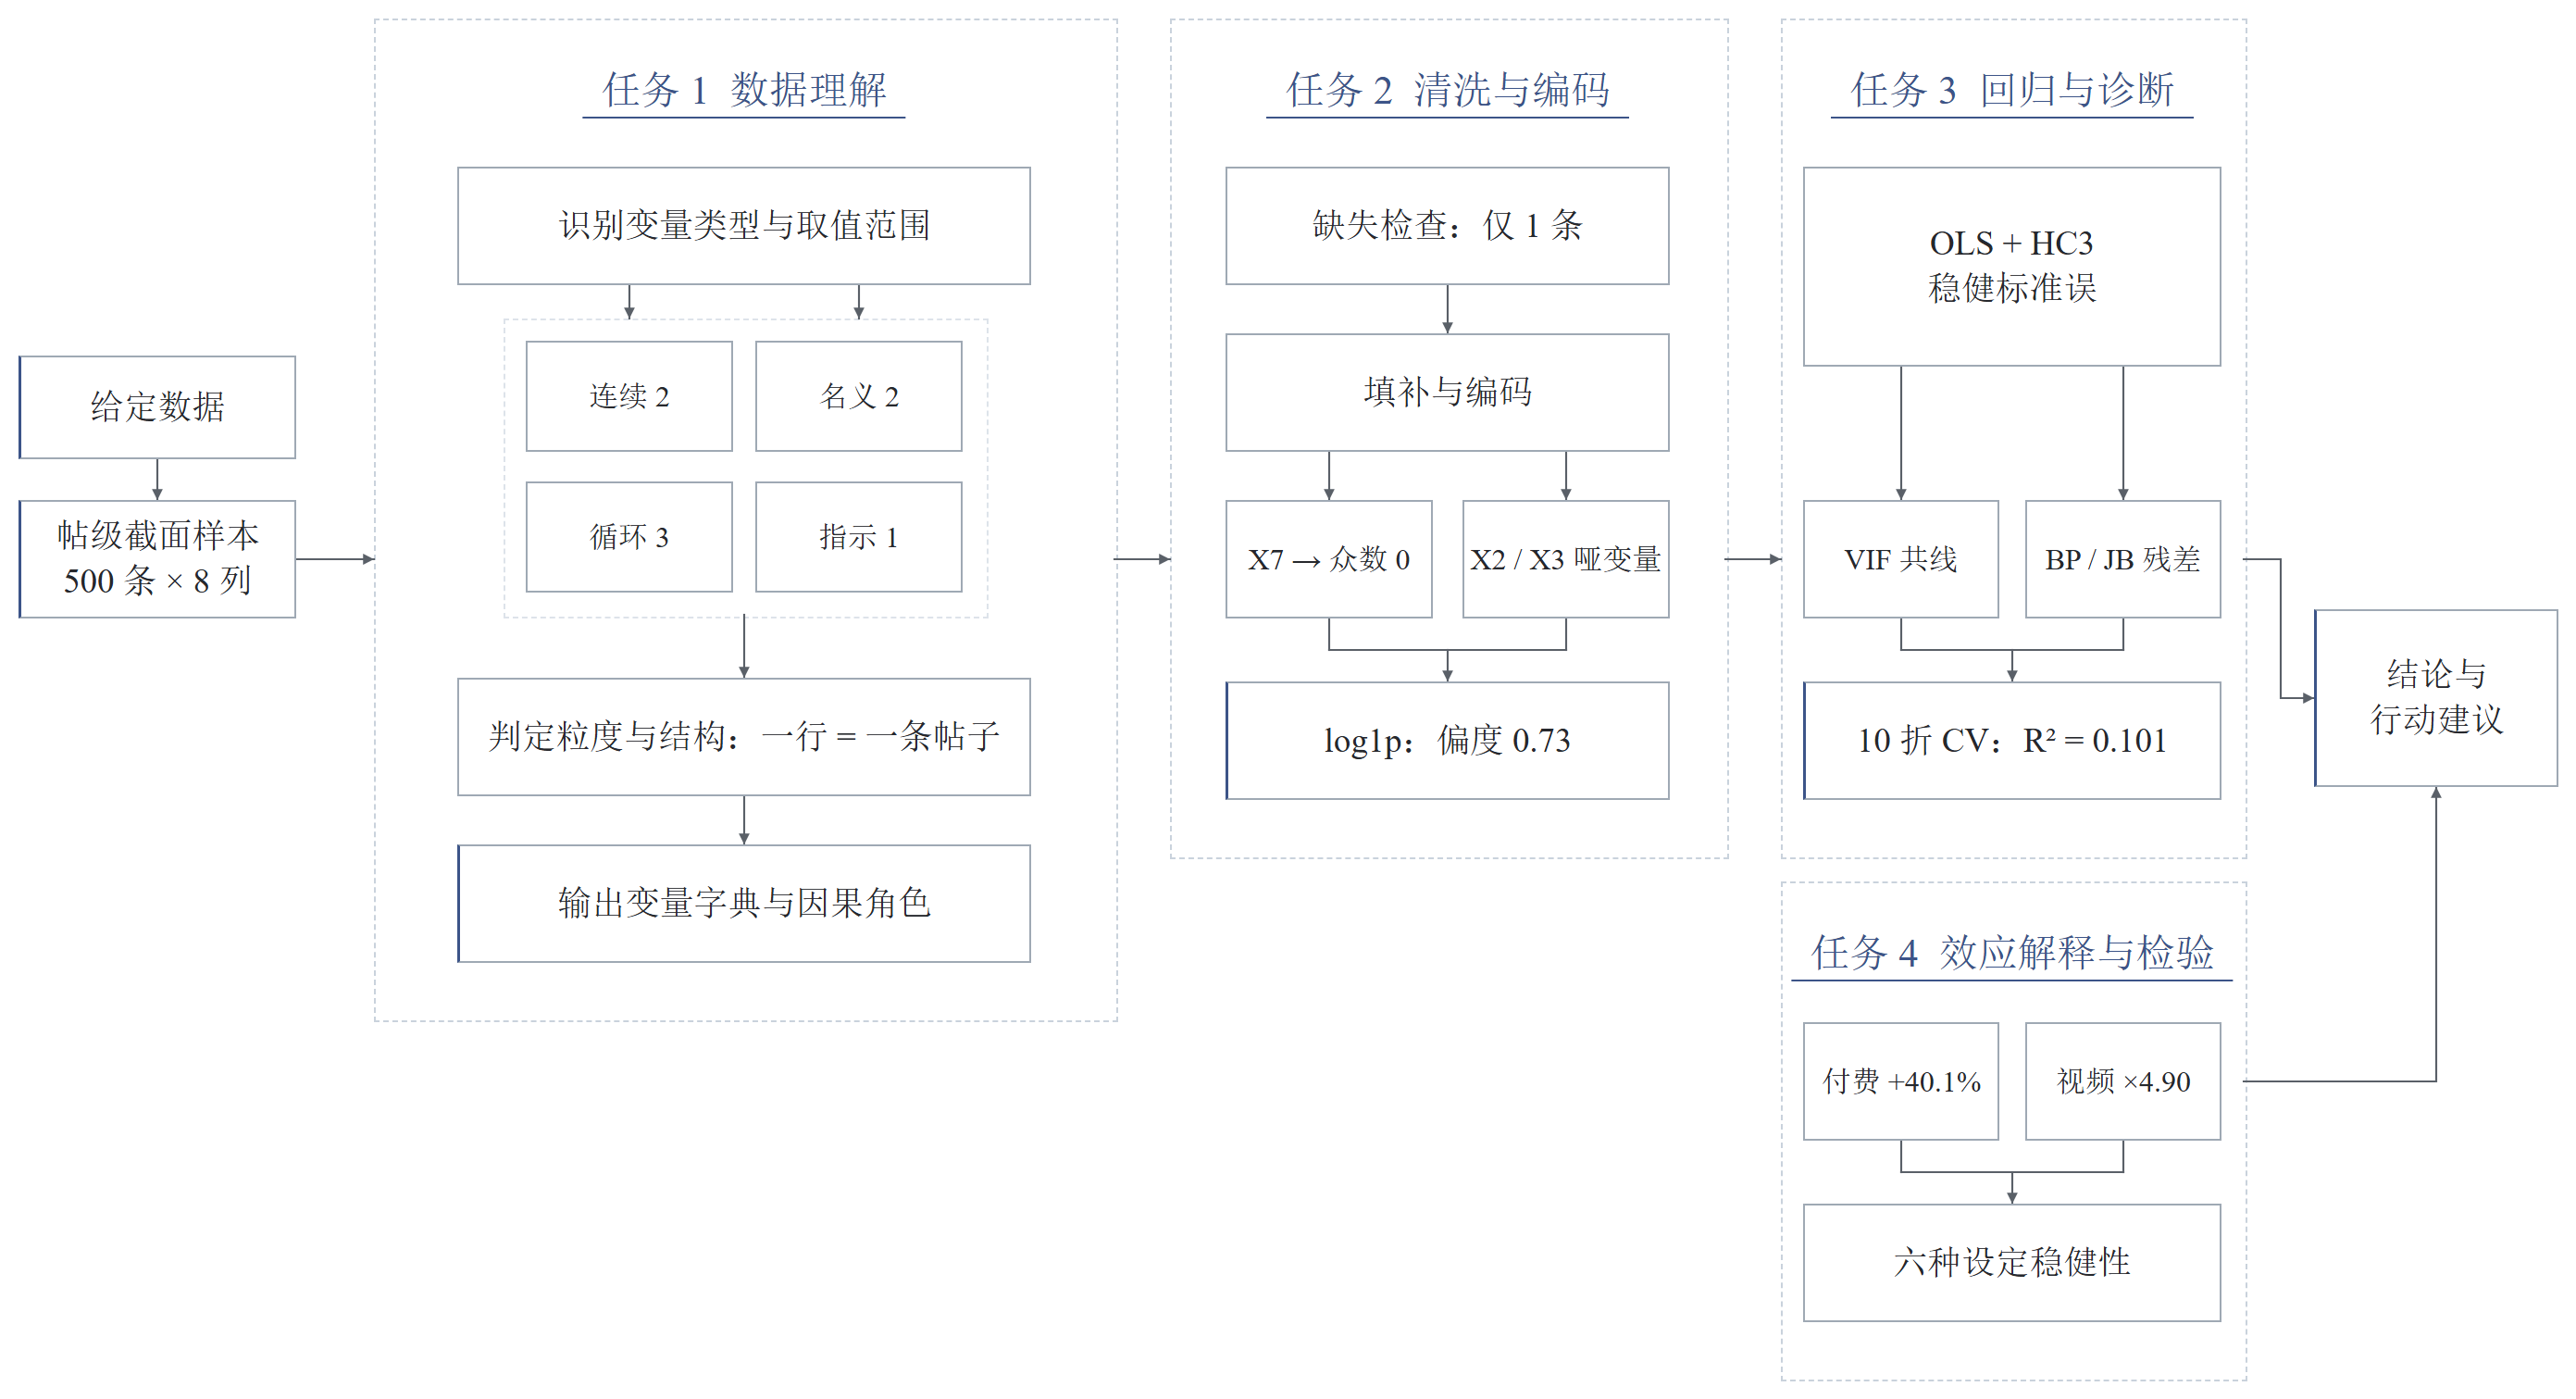 给定数据
帖级截面样本
500 条 × 8 列
任务 1 数据理解
识别变量类型与取值范围
连续 2
名义 2
循环 3
指示 1
判定粒度与结构：一行 = 一条帖子
输出变量字典与因果角色
任务 2 清洗与编码
缺失检查：仅 1 条
填补与编码
X7 → 众数 0
X2 / X3 哑变量
log1p：偏度 0.73
任务 3 回归与诊断
OLS + HC3
稳健标准误
VIF 共线
BP / JB 残差
10 折 CV：R² = 0.101
任务 4 效应解释与检验
付费 +40.1%
视频 ×4.90
六种设定稳健性
结论与
行动建议